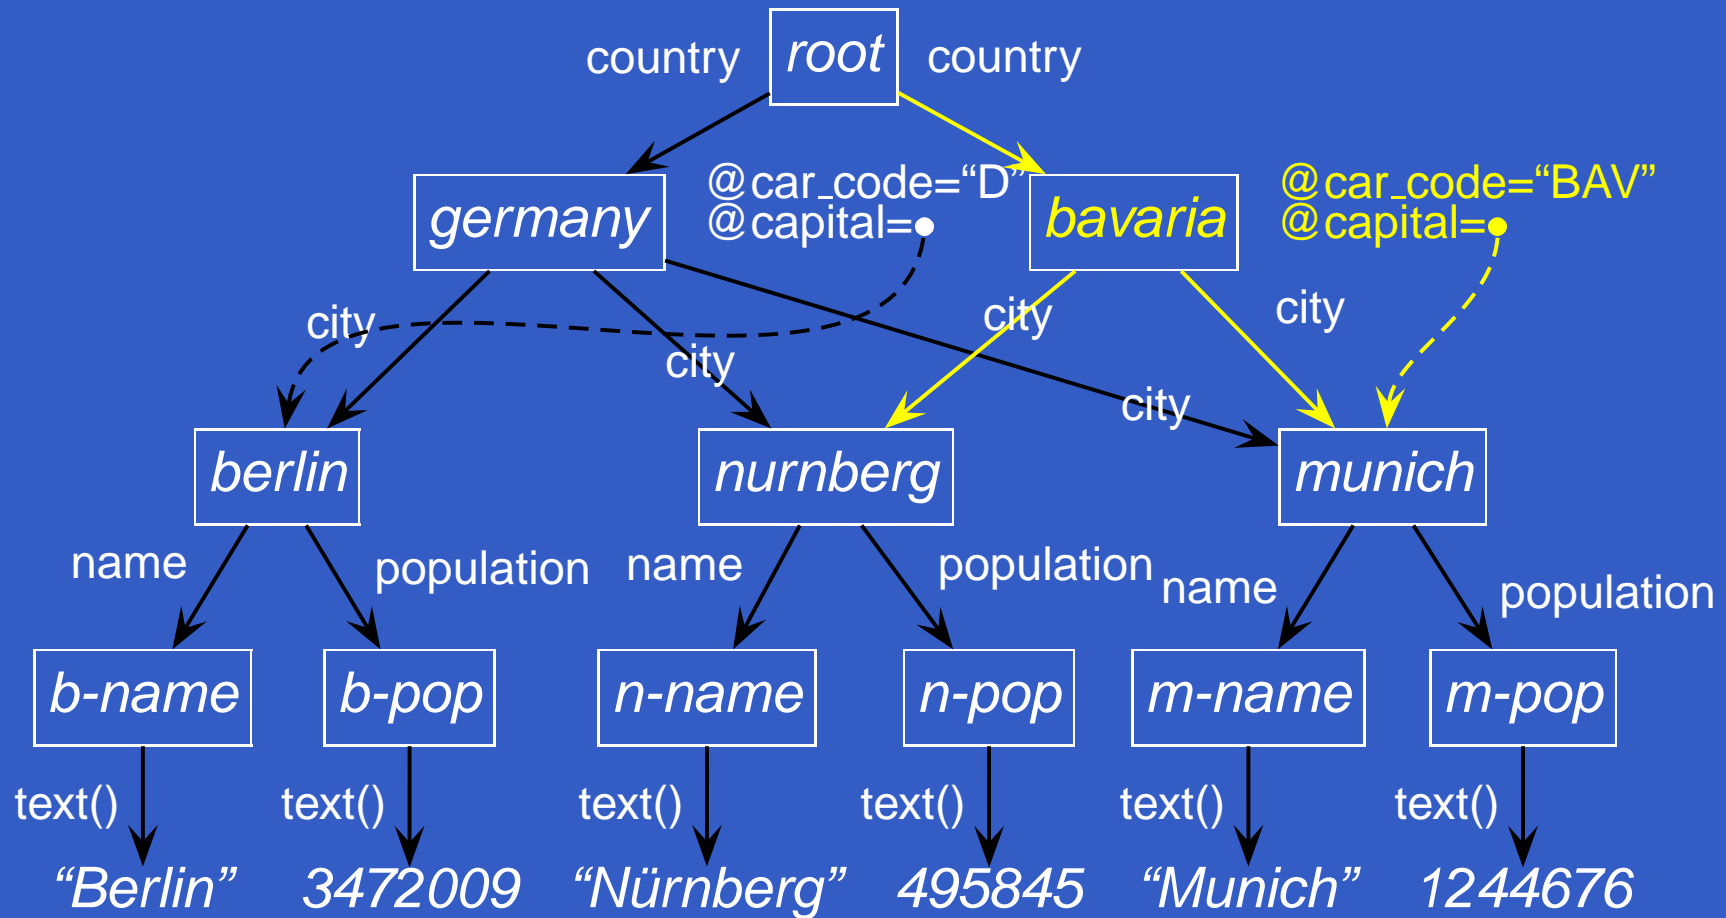 country root country
@car_code="D" @car_code="BAV"
germany @capital= bavaria @capital=
city city city
city
city
berlin nurnberg munich
name population name population name population
b-name b-pop n-name n-pop m-name m-pop
text() text() text() text() text() text()
“Berlin” 3472009 “Nürnberg” 495845 “Munich” 1244676